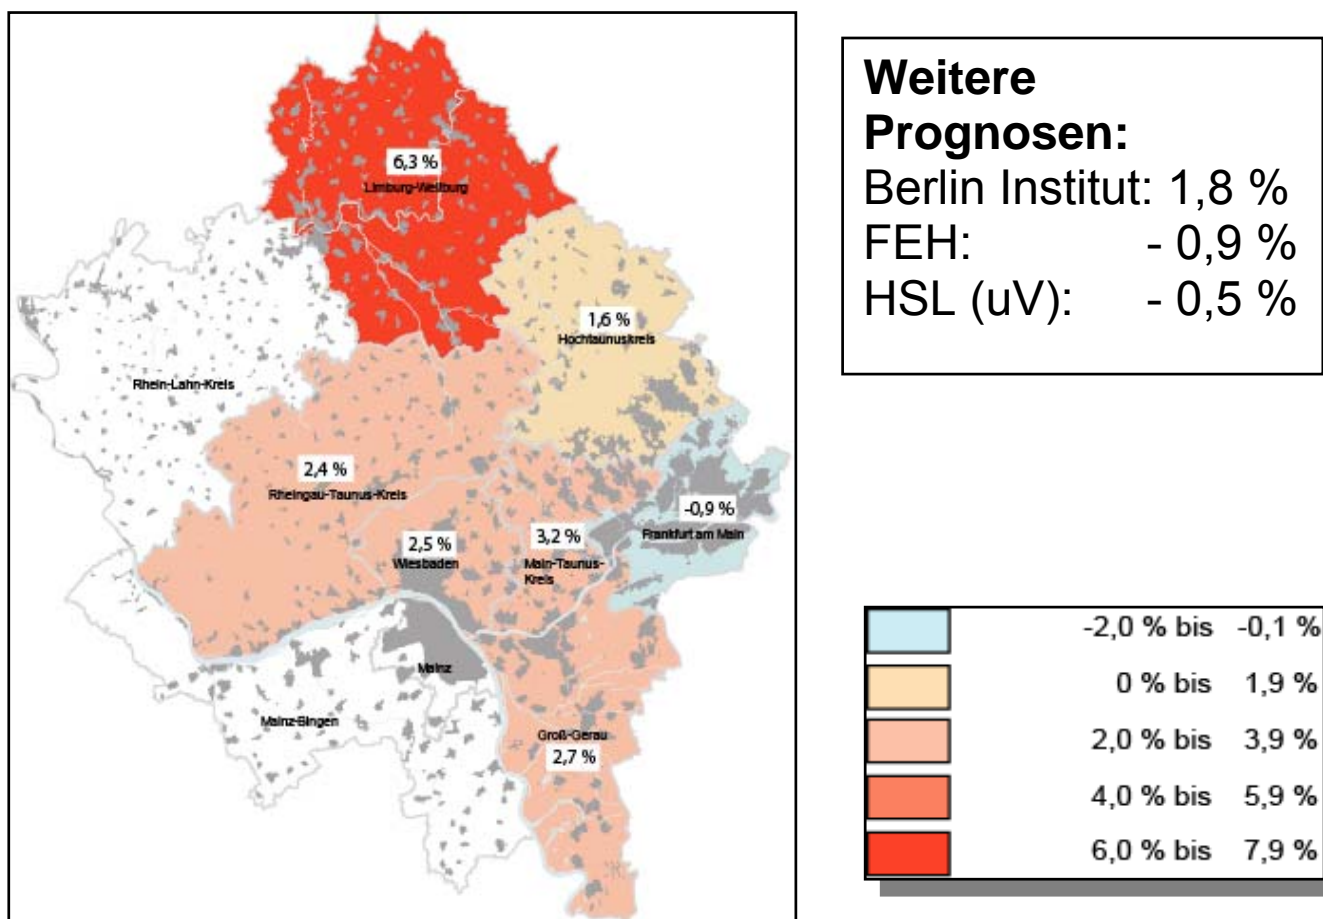 6,3 %
Limburg-Weilburg
1,6 %
Hochtaunuskreis
Rhein-Lahn-Kreis
2,4 %
Rheingau-Taunus-Kreis
-0,9 %
Frankfurt am Main
2,5 %
Wiesbaden
3,2 %
Main-Taunus-
Kreis
Mainz
Mainz-Bingen
Groß-Gerau
2,7 %
Weitere
Prognosen:
Berlin Institut: 1,8 %
FEH: - 0,9 %
HSL (uV): - 0,5 %
-2,0 % bis -0,1 %
0 % bis 1,9 %
2,0 % bis 3,9 %
4,0 % bis 5,9 %
6,0 % bis 7,9 %